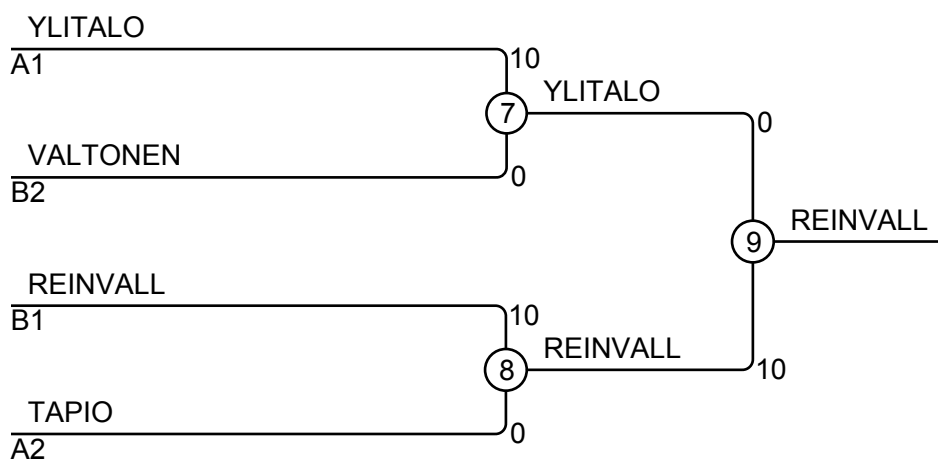 YLITALO
A1
10
7
YLITALO
0
VALTONEN
B2
0
9
REINVALL
REINVALL
B1
10
8
REINVALL
10
TAPIO
A2
0